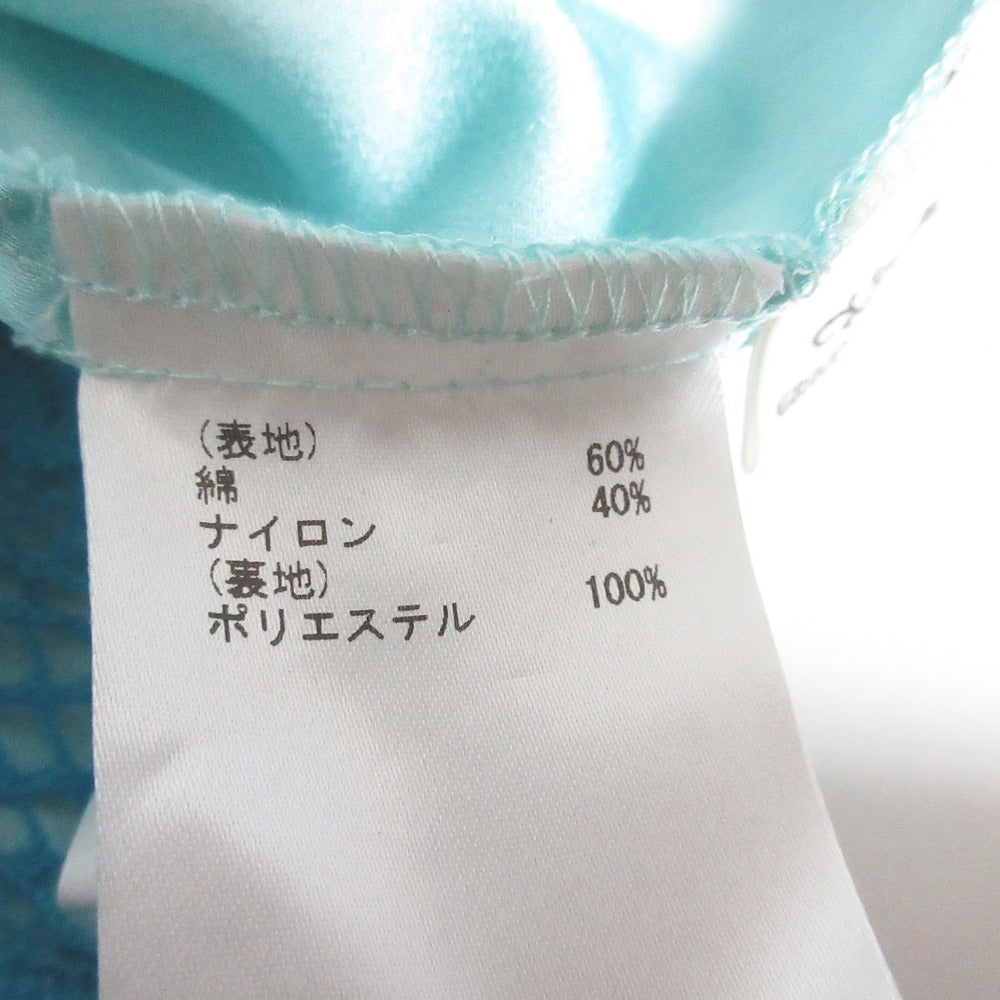 (表地)
綿 60%
ナイロン 40%
(裏地)
ポリエステル 100%